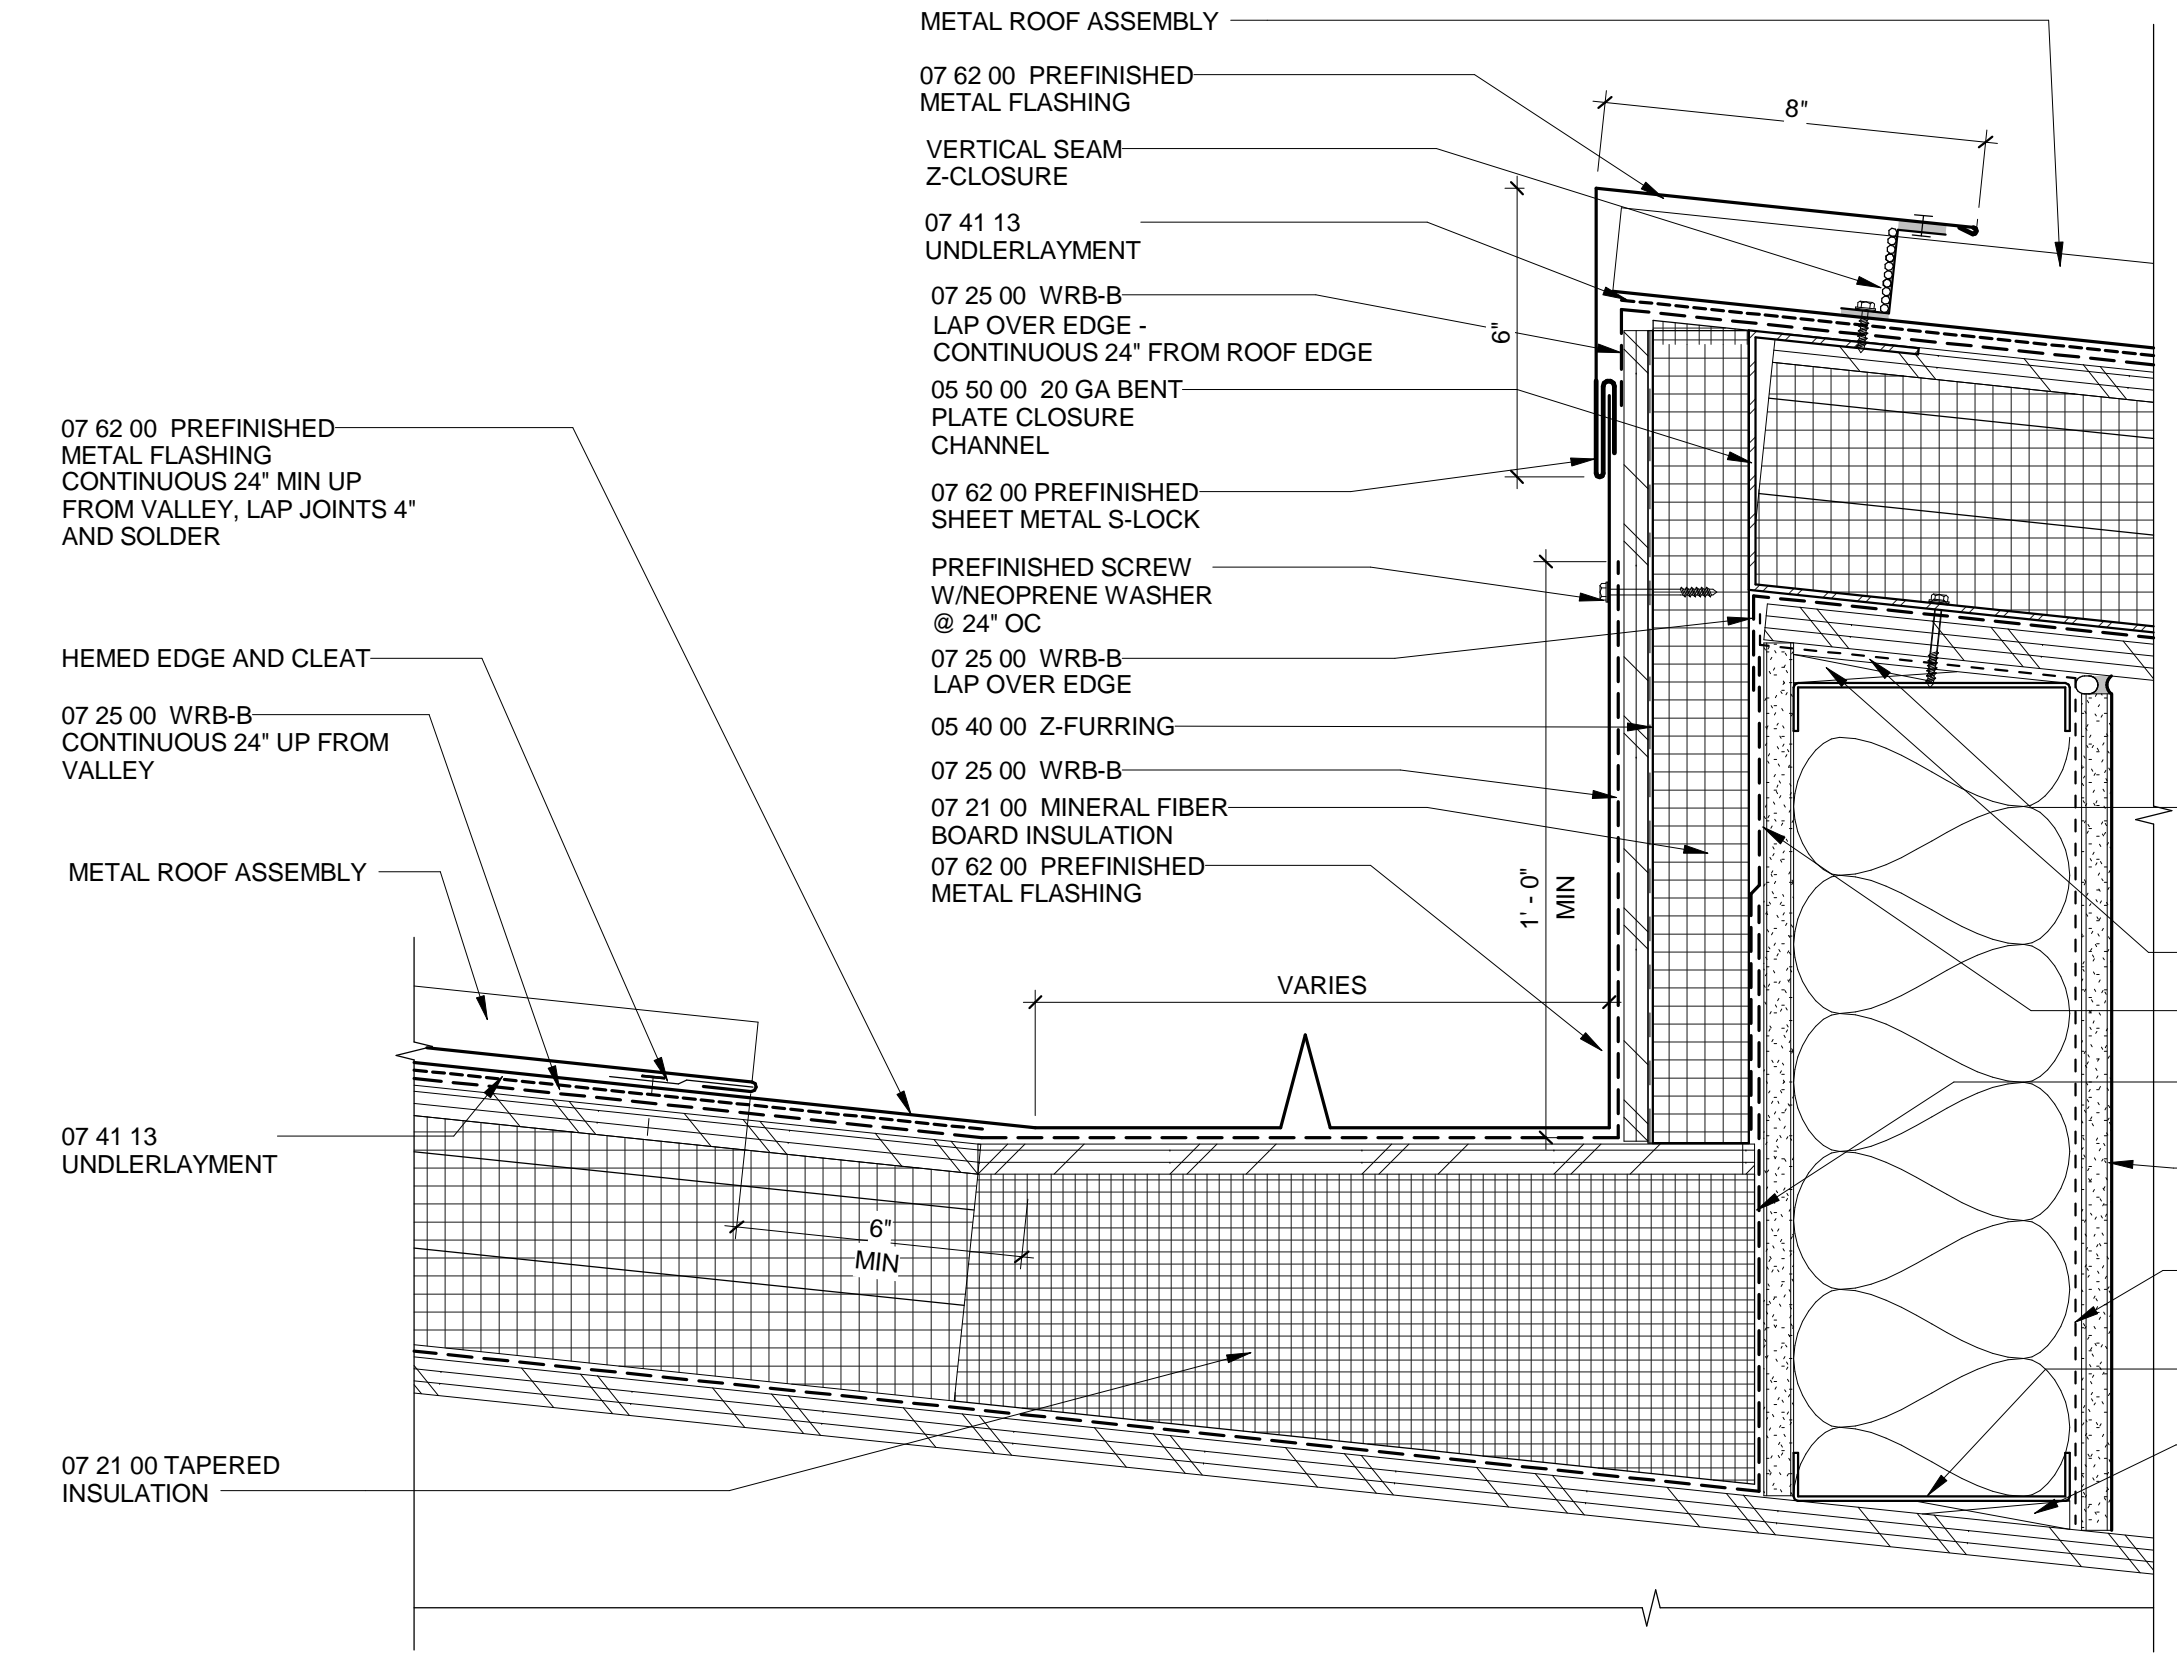 METAL ROOF ASSEMBLY
07 62 00  PREFINISHED
METAL FLASHING
VERTICAL SEAM
Z-CLOSURE
07 41 13
UNDLERLAYMENT
07 25 00  WRB-B
LAP OVER EDGE -
CONTINUOUS 24" FROM ROOF EDGE
05 50 00  20 GA BENT
PLATE CLOSURE
CHANNEL
07 62 00 PREFINISHED
SHEET METAL S-LOCK
PREFINISHED SCREW
W/NEOPRENE WASHER
@ 24" OC
07 25 00  WRB-B
LAP OVER EDGE
05 40 00  Z-FURRING
07 25 00  WRB-B
07 21 00  MINERAL FIBER
BOARD INSULATION
07 62 00  PREFINISHED
METAL FLASHING
8"
6"
1' - 0"
MIN
VARIES
07 62 00  PREFINISHED
METAL FLASHING
CONTINUOUS 24" MIN UP
FROM VALLEY, LAP JOINTS 4"
AND SOLDER
HEMED EDGE AND CLEAT
07 25 00  WRB-B
CONTINUOUS 24" UP FROM
VALLEY
METAL ROOF ASSEMBLY
07 41 13
UNDLERLAYMENT
6"
MIN
07 21 00 TAPERED
INSULATION